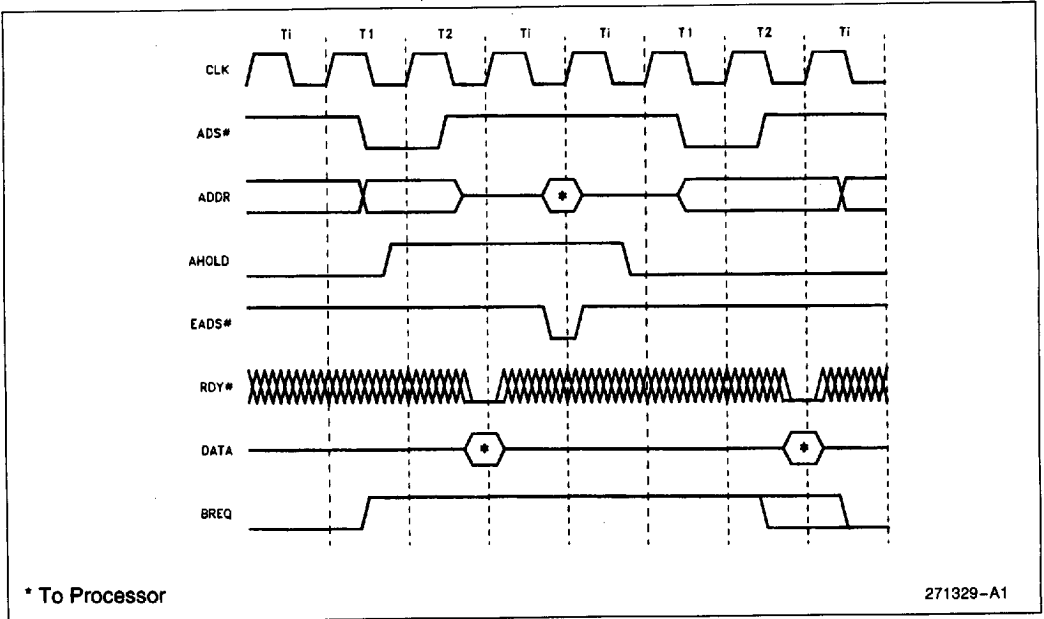 Ti T1 T2 Ti Ti T1 T2 Ti
CLK
ADS#
ADDR *
AHOLD
EADS#
RDY#
DATA * *
BREQ
* To Processor 271329-A1